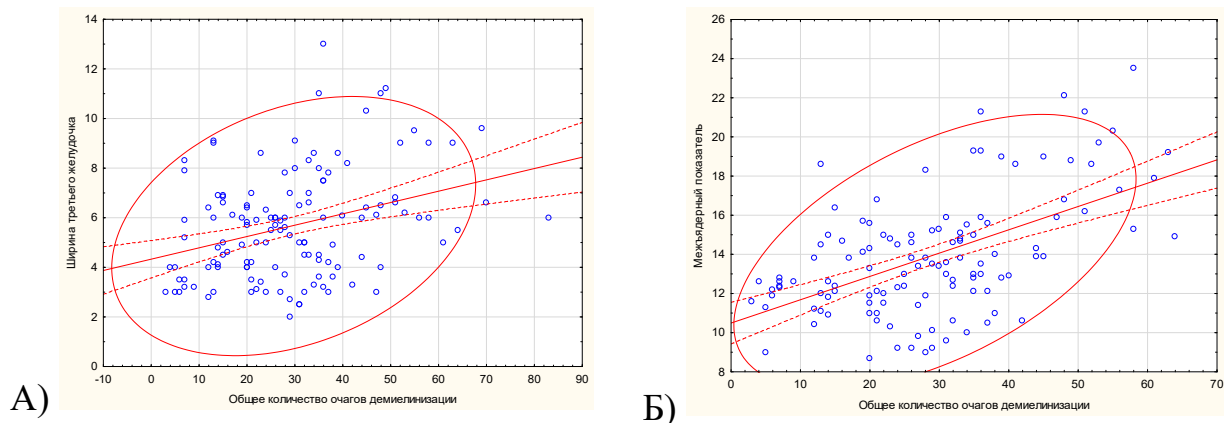 14
12
10
8
6
4
2
0
-10 0 10 20 30 40 50 60 70 80 90
Ширина третьего желудочка
Общее количество очагов демиелинизации
А)
26
24
22
20
18
16
14
12
10
8
0 10 20 30 40 50 60 70
Межъядерный показатель
Общее количество очагов демиелинизации
Б)